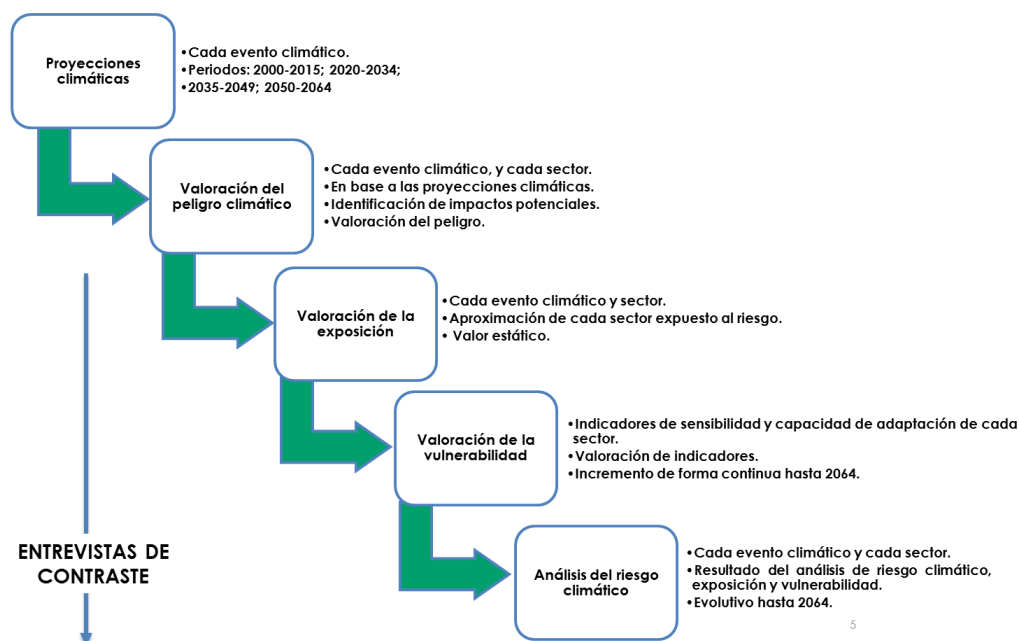 Proyecciones
climáticas
•Cada evento climático.
•Periodos: 2000-2015; 2020-2034;
•2035-2049; 2050-2064
Valoración del
peligro climático
•Cada evento climático, y cada sector.
•En base a las proyecciones climáticas.
•Identificación de impactos potenciales.
•Valoración del peligro.
Valoración de la
exposición
•Cada evento climático y sector.
•Aproximación de cada sector expuesto al riesgo.
• Valor estático.
Valoración de la
vulnerabilidad
•Indicadores de sensibilidad y capacidad de adaptación de cada
sector.
•Valoración de indicadores.
•Incremento de forma continua hasta 2064.
ENTREVISTAS DE
CONTRASTE
Análisis del riesgo
climático
•Cada evento climático y cada sector.
•Resultado del análisis de riesgo climático,
exposición y vulnerabilidad.
•Evolutivo hasta 2064.
5